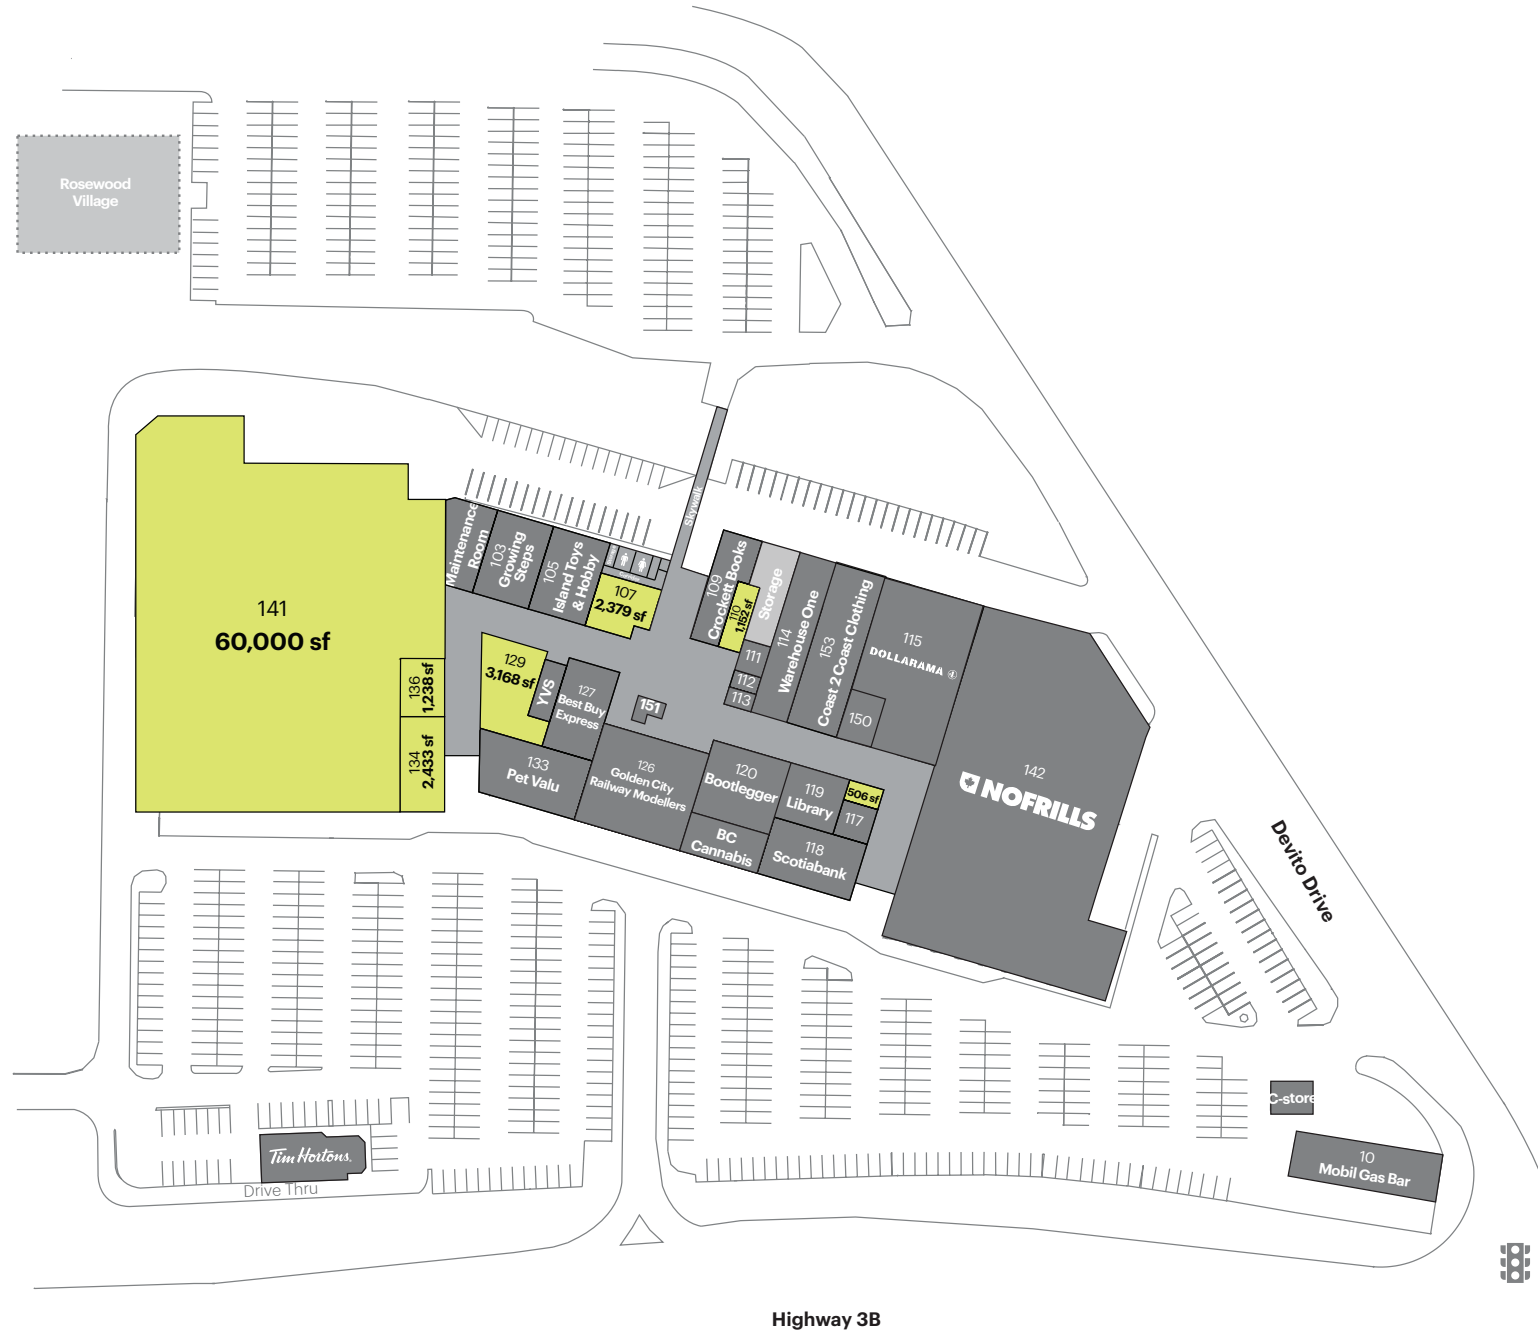 Rosewood
Village
Skywalk
141
60,000 sf
136
1,238 sf
134
2,433 sf
Maintenance
Room
103
Growing
Steps
105
Island Toys
& Hobby
107
2,379 sf
109
Crockett Books
110
1,152 sf
Storage
111
112
113
114
Warehouse One
153
Coast 2 Coast Clothing
115
DOLLARAMA
150
129
3,168 sf
YVS
127
Best Buy
Express
151
133
Pet Valu
126
Golden City
Railway Modellers
120
Bootlegger
BC
Cannabis
119
Library
506 sf
117
118
Scotiabank
142
NOFRILLS
Devito Drive
C-store
10
Mobil Gas Bar
Tim Hortons.
Drive Thru
Highway 3B